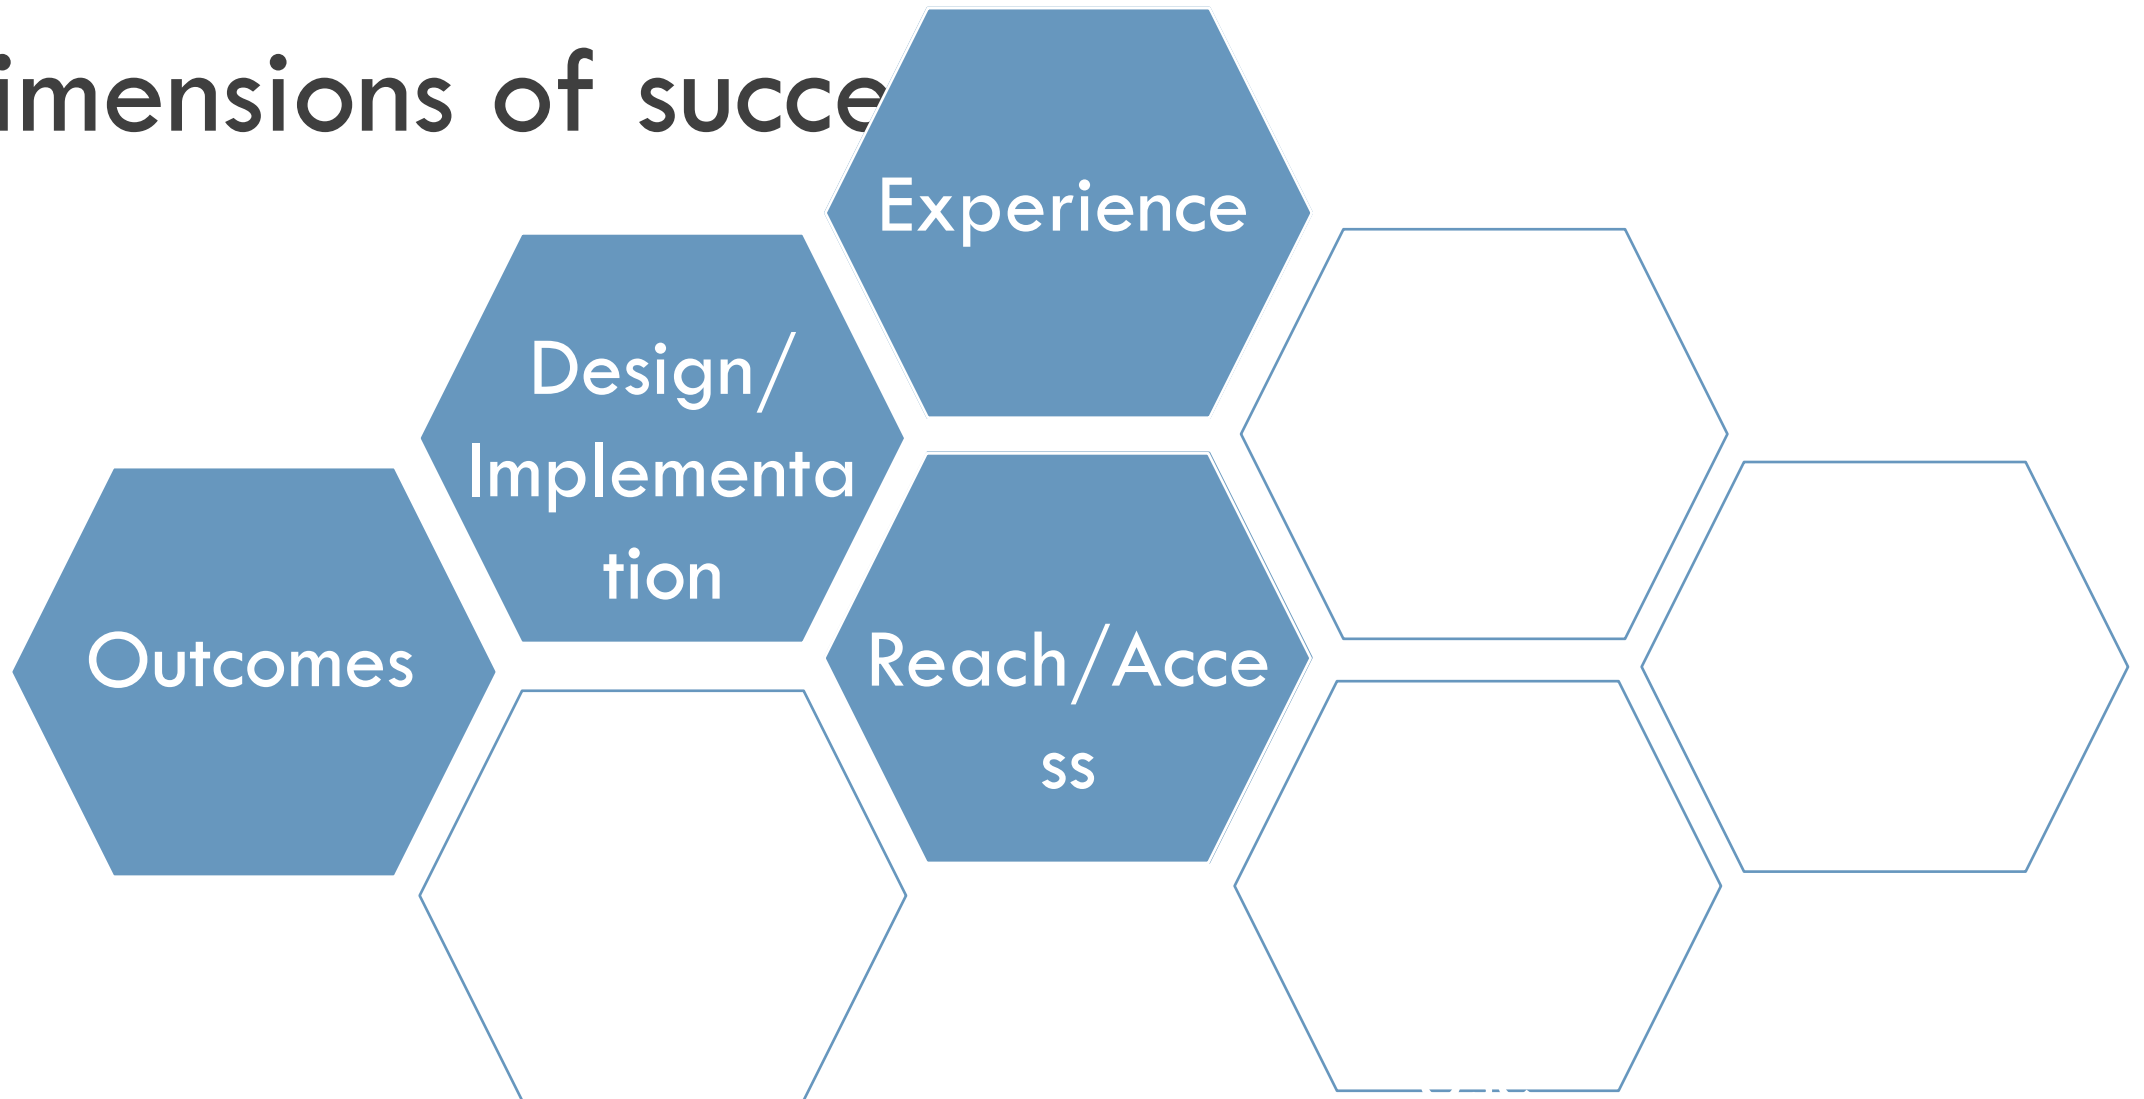 imensions of succe
Experience
Design/
Implementa
tion
Outcomes
Reach/Acce
ss